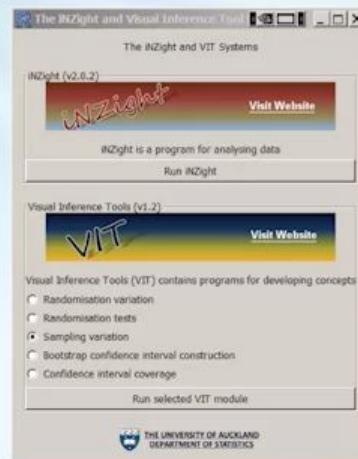 The iNZight and Visual Inference Tool
The iNZight and VIT Systems
iNZight (v2.0.2)
iNZight
Visit Website
iNZight is a program for analysing data
Run iNZight
Visual Inference Tools (v1.2)
VIT
Visit Website
Visual Inference Tools (VIT) contains programs for developing concepts
Randomisation variation
Randomisation tests
Sampling variation
Bootstrap confidence interval construction
Confidence interval coverage
Run selected VIT module
THE UNIVERSITY OF AUCKLAND
DEPARTMENT OF STATISTICS